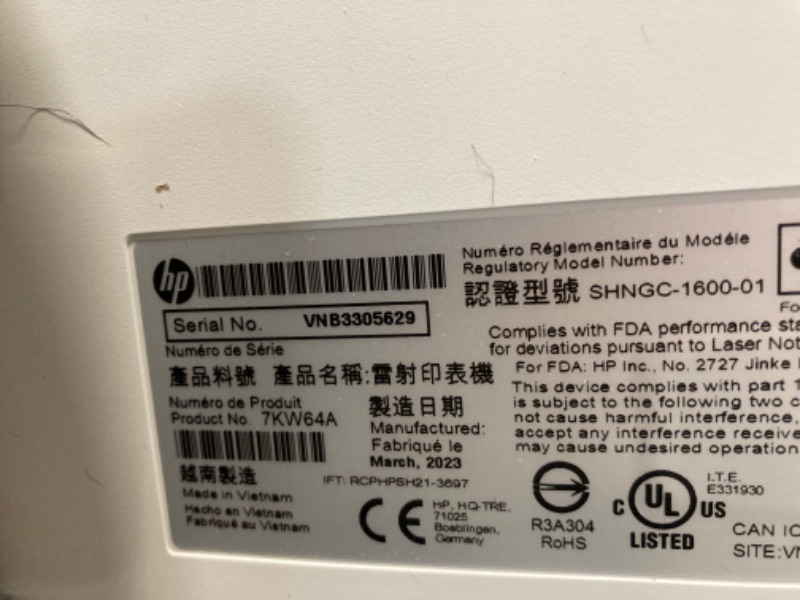 hp
Numéro Réglementaire du Modéle
Regulatory Model Number:
認證型號 SHNGC-1600-01
Serial No. VNB3305629
Numéro de Série
產品料號 產品名稱:雷射印表機
Numéro de Produit
Product No. 7KW64A
製造日期
Manufactured:
Fabriqué le
March, 2023
越南製造
Made in Vietnam
Hecho en Vietnam
Fabriqué au Vietnam
IFT: RCPHPSH21-3697
CE
HP, HQ-TRE,
71025
Boeblingen,
Germany
Complies with FDA performance sta
for deviations pursuant to Laser Not
For FDA: HP Inc., No. 2727 Jinke
This device complies with part 1
is subject to the following two c
not cause harmful interference,
accept any interference receive
may cause undesired operation
R3A304
RoHS
C UL US
LISTED
I.T.E.
E331930
CAN IC
SITE:VN
Fo